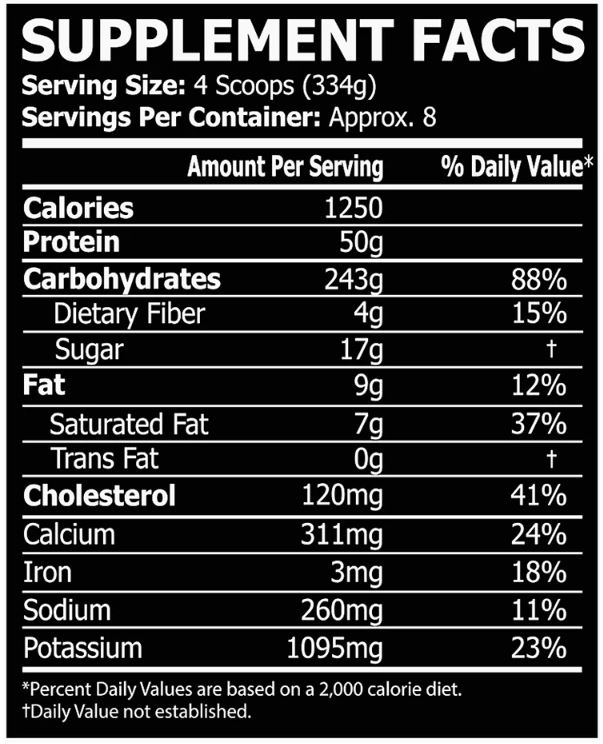 SUPPLEMENT FACTS
Serving Size: 4 Scoops (334g)
Servings Per Container: Approx. 8
Amount Per Serving % Daily Value*
Calories 1250
Protein 50g
Carbohydrates 243g 88%
Dietary Fiber 4g 15%
Sugar 17g †
Fat 9g 12%
Saturated Fat 7g 37%
Trans Fat 0g †
Cholesterol 120mg 41%
Calcium 311mg 24%
Iron 3mg 18%
Sodium 260mg 11%
Potassium 1095mg 23%
*Percent Daily Values are based on a 2,000 calorie diet.
†Daily Value not established.